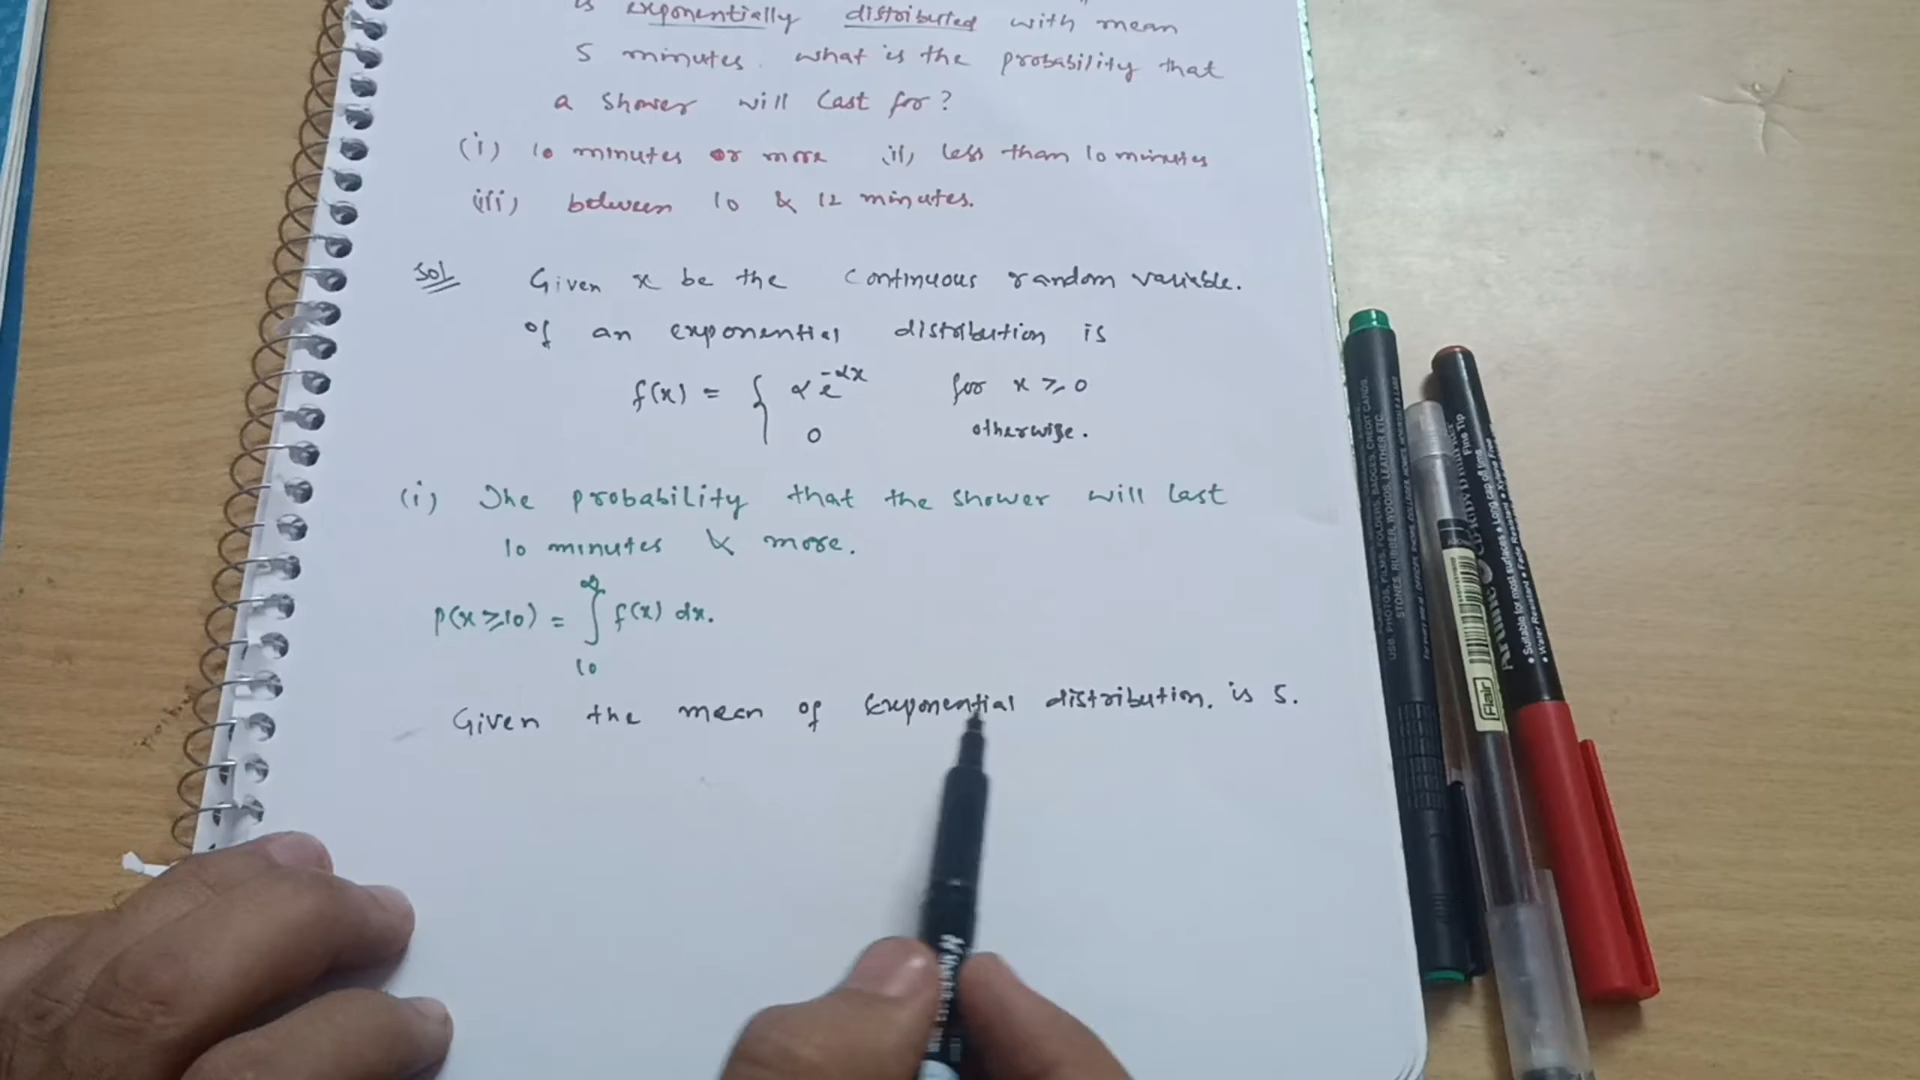 is exponentially distributed with mean
5 minutes. what is the probability that
a shower will last for?
(i) 10 minutes or more ii) less than 10 minutes
iii) between 10 & 12 minutes.
Sol Given x be the continuous random variable.
of an exponential distribution is
f(x) = { αe^-αx for x ≥ 0
0 otherwise.
(i) The probability that the shower will last
10 minutes & more.
P(x ≥ 10) = ∫₁₀^∞ f(x) dx.
Given the mean of exponential distribution. is 5.
Flair